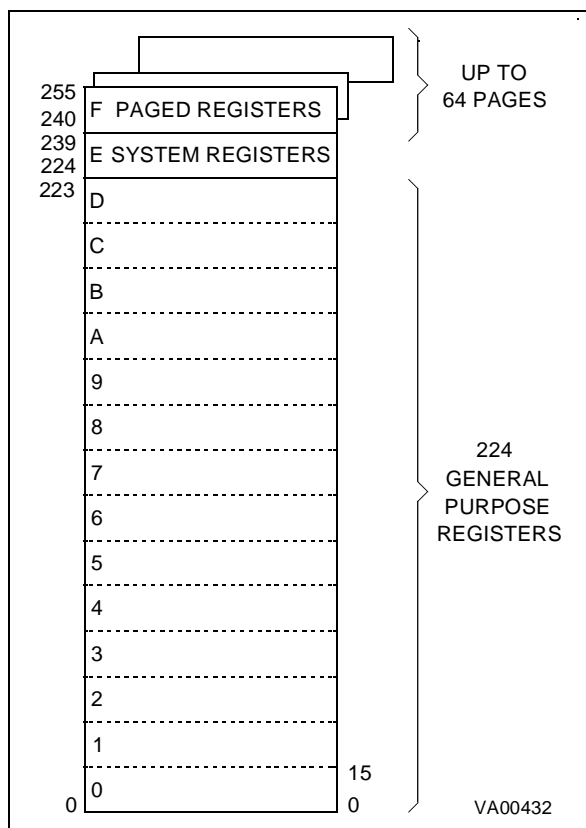 UP TO
64 PAGES
255
240
F PAGED REGISTERS
239
224
E SYSTEM REGISTERS
223
D
C
B
A
9
8
7
6
5
4
3
2
1
0
224
GENERAL
PURPOSE
REGISTERS
15
0
0
VA00432